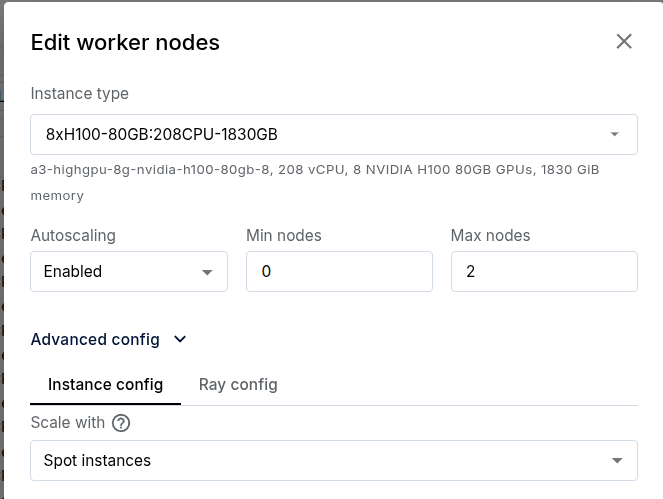 Edit worker nodes
Instance type
8xH100-80GB:208CPU-1830GB
a3-highgpu-8g-nvidia-h100-80gb-8, 208 vCPU, 8 NVIDIA H100 80GB GPUs, 1830 GiB
memory
Autoscaling Min nodes Max nodes
Enabled 0 2
Advanced config
Instance config Ray config
Scale with ?
Spot instances